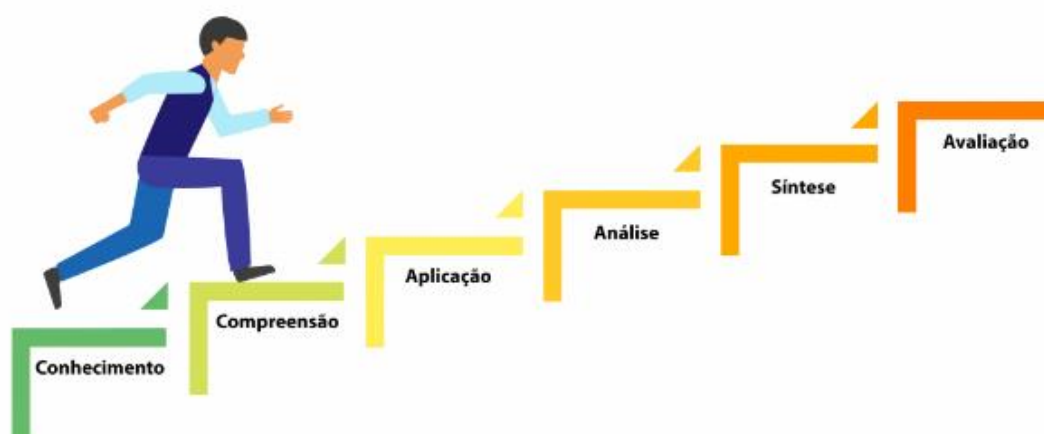 Conhecimento
Compreensão
Aplicação
Análise
Síntese
Avaliação